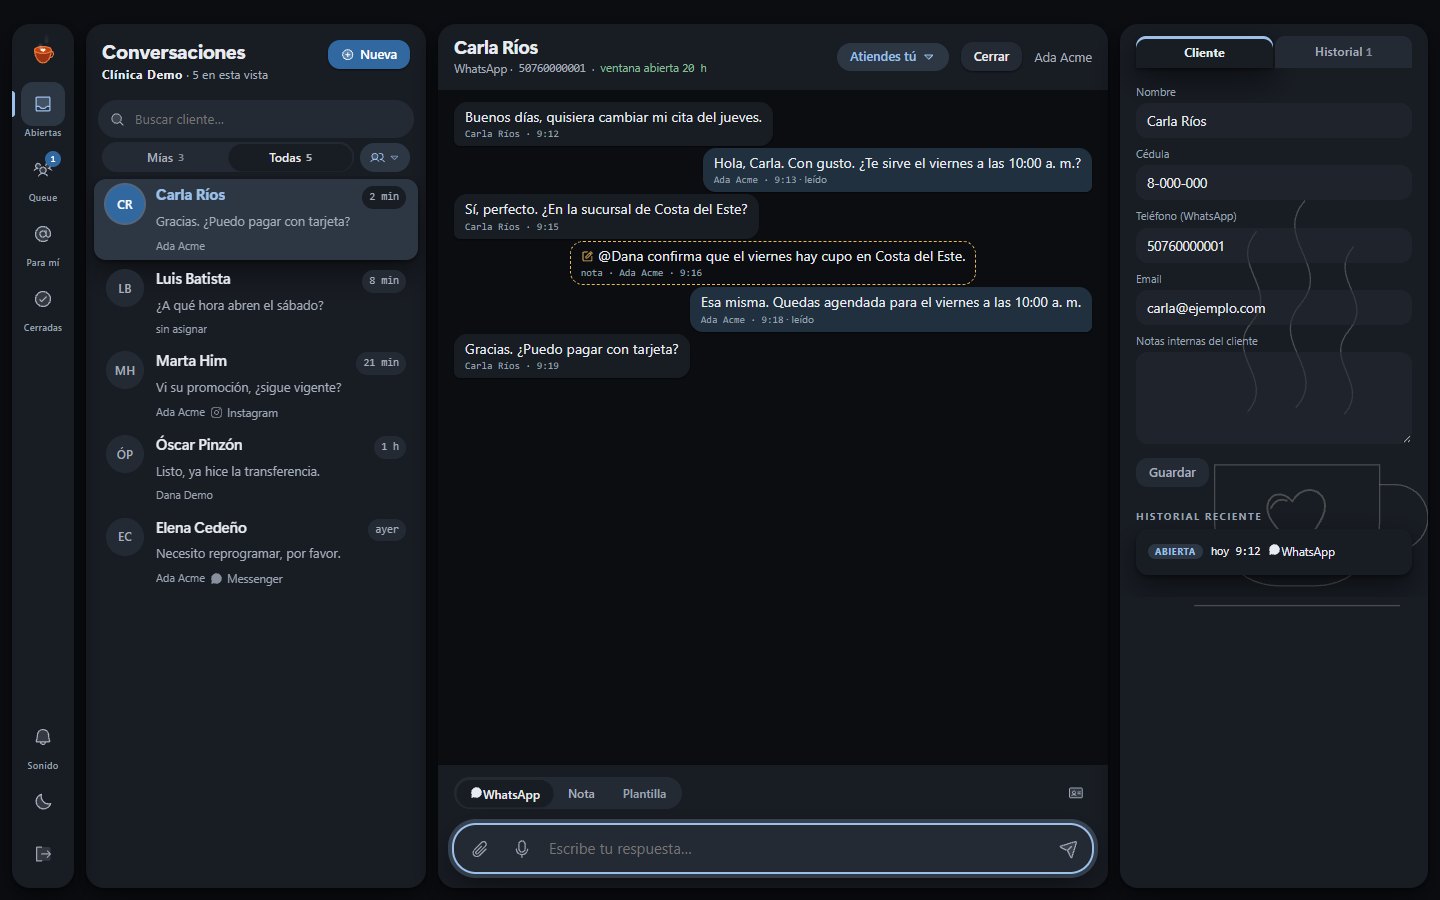 Abiertas
1
Queue
Para mí
Cerradas
Sonido
Conversaciones
Nueva
Clínica Demo · 5 en esta vista
Buscar cliente...
Mías 3
Todas 5
CR
Carla Ríos
2 min
Gracias. ¿Puedo pagar con tarjeta?
Ada Acme
LB
Luis Batista
8 min
¿A qué hora abren el sábado?
sin asignar
MH
Marta Him
21 min
Vi su promoción, ¿sigue vigente?
Ada Acme Instagram
ÓP
Óscar Pinzón
1 h
Listo, ya hice la transferencia.
Dana Demo
EC
Elena Cedeño
ayer
Necesito reprogramar, por favor.
Ada Acme Messenger
Carla Ríos
WhatsApp · 50760000001 · ventana abierta 20 h
Atiendes tú
Cerrar
Ada Acme
Buenos días, quisiera cambiar mi cita del jueves.
Carla Ríos · 9:12
Hola, Carla. Con gusto. ¿Te sirve el viernes a las 10:00 a. m.?
Ada Acme · 9:13 · leído
Sí, perfecto. ¿En la sucursal de Costa del Este?
Carla Ríos · 9:15
@Dana confirma que el viernes hay cupo en Costa del Este.
nota · Ada Acme · 9:16
Esa misma. Quedas agendada para el viernes a las 10:00 a. m.
Ada Acme · 9:18 · leído
Gracias. ¿Puedo pagar con tarjeta?
Carla Ríos · 9:19
WhatsApp
Nota
Plantilla
Escribe tu respuesta...
Cliente
Historial 1
Nombre
Carla Ríos
Cédula
8-000-000
Teléfono (WhatsApp)
50760000001
Email
carla@ejemplo.com
Notas internas del cliente
Guardar
HISTORIAL RECIENTE
ABIERTA hoy 9:12 WhatsApp